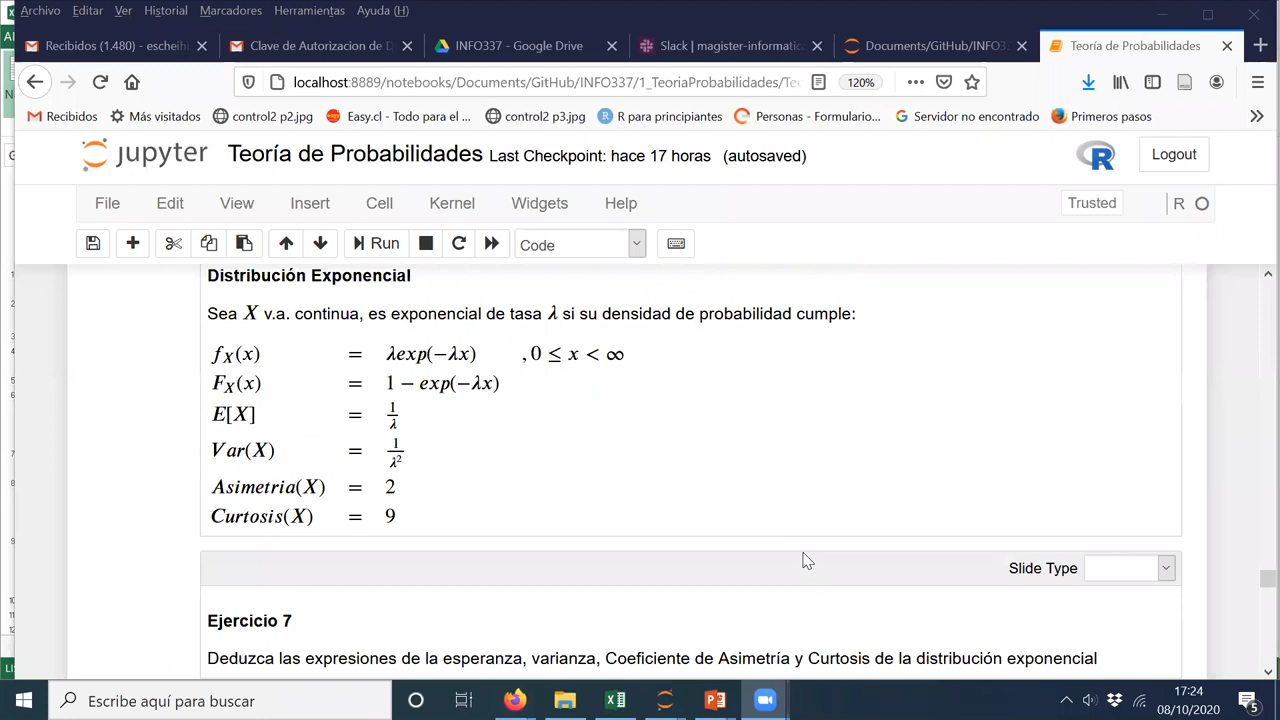 Archivo Editar Ver Historial Marcadores Herramientas Ayuda (H)
Recibidos (1.480) - escheih
Clave de Autorizacion de D
INFO337 - Google Drive
Slack | magister-informatic
Documents/GitHub/INFO3
Teoría de Probabilidades
localhost:8889/notebooks/Documents/GitHub/INFO337/1_TeoriaProbabilidades/Te
120%
Recibidos Más visitados control2 p2.jpg Easy.cl - Todo para el ... control2 p3.jpg R para principiantes Personas - Formulario... Servidor no encontrado Primeros pasos
jupyter Teoría de Probabilidades Last Checkpoint: hace 17 horas (autosaved) R Logout
File Edit View Insert Cell Kernel Widgets Help Trusted R
Run Code
Distribución Exponencial
Sea X v.a. continua, es exponencial de tasa λ si su densidad de probabilidad cumple:
f_X(x) = λexp(−λx) , 0 ≤ x < ∞
F_X(x) = 1 − exp(−λx)
E[X] = 1/λ
Var(X) = 1/λ²
Asimetria(X) = 2
Curtosis(X) = 9
Slide Type
Ejercicio 7
Deduzca las expresiones de la esperanza, varianza, Coeficiente de Asimetría y Curtosis de la distribución exponencial
Escribe aquí para buscar
17:24
08/10/2020
5